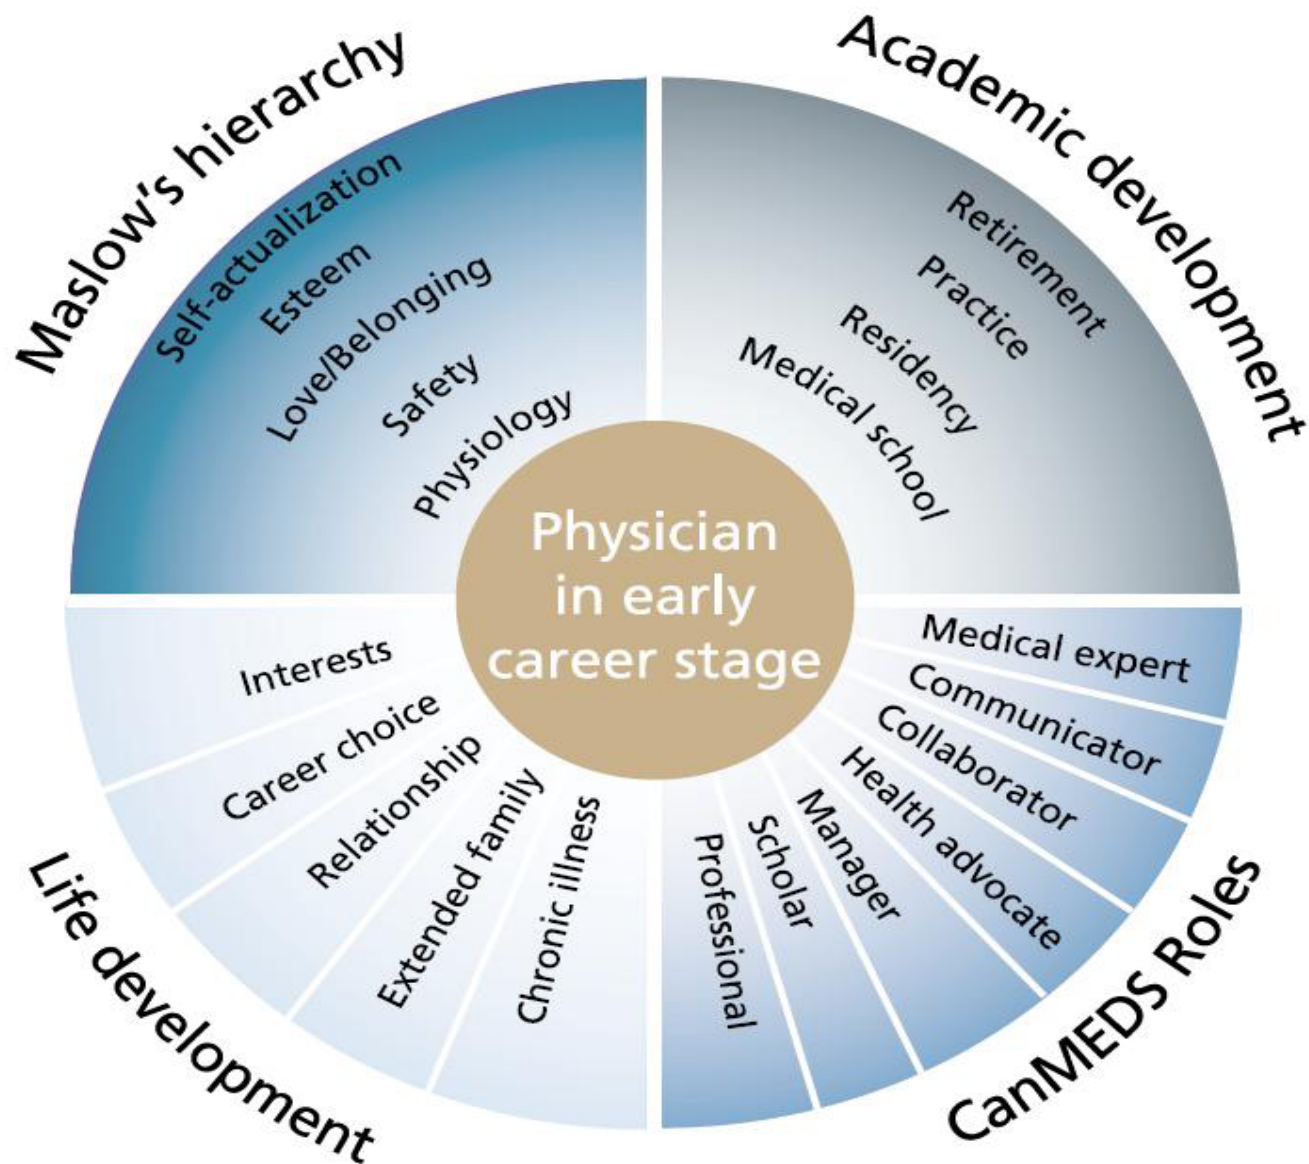 Maslow's hierarchy
Self-actualization
Esteem
Love/Belonging
Safety
Physiology
Academic development
Retirement
Practice
Residency
Medical school
Physician
in early
career stage
Life development
Interests
Career choice
Relationship
Extended family
Chronic illness
CanMEDS Roles
Medical expert
Communicator
Collaborator
Health advocate
Manager
Scholar
Professional